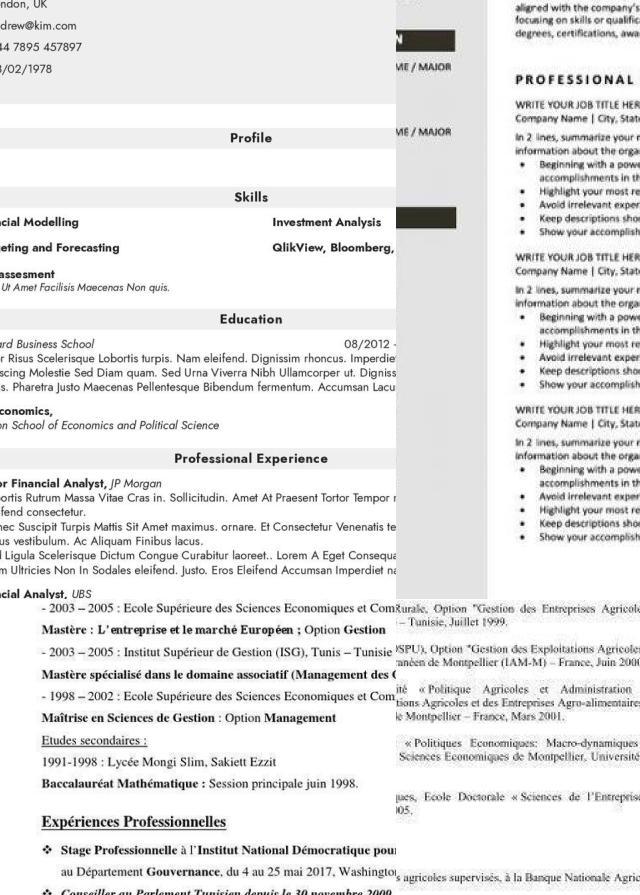 ndon, UK
drew@kim.com
44 7895 457897
/02/1978
Profile
Skills
cial Modelling
Investment Analysis
eting and Forecasting
QlikView, Bloomberg,
assesment
Ut Amet Facilisis Maecenas Non quis.
Education
ard Business School
08/2012 -
r Risus Scelerisque Lobortis turpis. Nam eleifend. Dignissim rhoncus. Imperdie
scing Molestie Sed Diam quam. Sed Urna Viverra Nibh Ullamcorper ut. Digniss
s. Pharetra Justo Maecenas Pellentesque Bibendum fermentum. Accumsan Lacu
conomics,
on School of Economics and Political Science
Professional Experience
or Financial Analyst, JP Morgan
ortis Rutrum Massa Vitae Cras in. Sollicitudin. Amet At Praesent Tortor Tempor
ifend consectetur.
nec Suscipit Turpis Mattis Sit Amet maximus. ornare. Et Consectetur Venenatis te
us vestibulum. Ac Aliquam Finibus lacus.
d Ligula Scelerisque Dictum Congue Curabitur laoreet.. Lorem A Eget Consequa
m Ultricies Non In Sodales eleifend. Justo. Eros Eleifend Accumsan Imperdiet na
cial Analyst, UBS
N
ME / MAJOR
ME / MAJOR
aligned with the company's
focusing on skills or qualific
degrees, certifications, awa
PROFESSIONAL
WRITE YOUR JOB TITLE HER
Company Name | City, State
In 2 lines, summarize your r
information about the orga
• Beginning with a powe
accomplishments in th
• Highlight your most re
• Avoid irrelevant exper
• Keep descriptions sho
• Show your accomplish
WRITE YOUR JOB TITLE HER
Company Name | City, State
In 2 lines, summarize your r
information about the orga
• Beginning with a powe
accomplishments in th
• Highlight your most re
• Avoid irrelevant exper
• Keep descriptions sho
• Show your accomplish
WRITE YOUR JOB TITLE HER
Company Name | City, State
In 2 lines, summarize your r
information about the orga
• Beginning with a powe
accomplishments in th
• Avoid irrelevant exper
• Highlight your most re
• Keep descriptions sho
• Show your accomplish
- 2003 – 2005 : Ecole Supérieure des Sciences Economiques et Com
Mastère : L'entreprise et le marché Européen ; Option Gestion
- 2003 – 2005 : Institut Supérieur de Gestion (ISG), Tunis – Tunisie
Mastère spécialisé dans le domaine associatif (Management des
- 1998 – 2002 : Ecole Supérieure des Sciences Economiques et Com
Maîtrise en Sciences de Gestion : Option Management
Etudes secondaires :
1991-1998 : Lycée Mongi Slim, Sakiett Ezzit
Baccalauréat Mathématique : Session principale juin 1998.
Expériences Professionnelles
❖ Stage Professionnelle à l'Institut National Démocratique pour
au Département Gouvernance, du 4 au 25 mai 2017, Washington
❖ Conseiller au Parlement Tunisien depuis le 30 novembre 2009
Rurale, Option "Gestion des Entreprises Agricole
– Tunisie, Juillet 1999.
SPU), Option "Gestion des Exploitations Agricoles
ranéen de Montpellier (IAM-M) – France, Juin 2000
ité « Politique Agricoles et Administration
tions Agricoles et des Entreprises Agro-alimentaires
de Montpellier – France, Mars 2001.
« Politiques Economiques: Macro-dynamiques
Sciences Economiques de Montpellier, Université
ques, Ecole Doctorale « Sciences de l'Entreprise
05.
s agricoles supervisés, à la Banque Nationale Agric